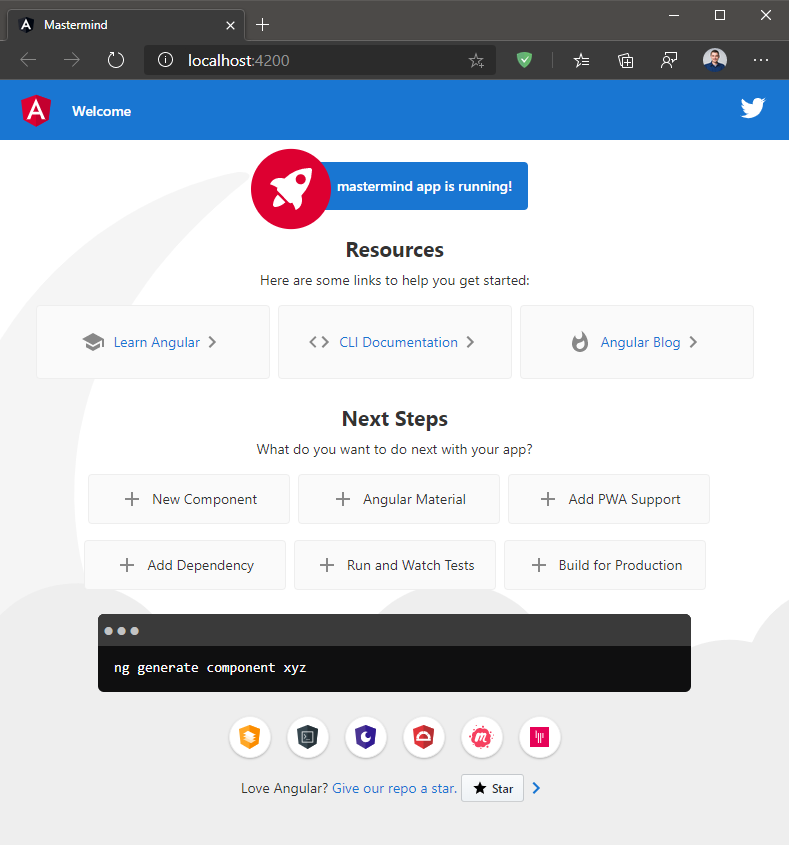 Mastermind
localhost:4200
Welcome
mastermind app is running!
Resources
Here are some links to help you get started:
Learn Angular
CLI Documentation
Angular Blog
Next Steps
What do you want to do next with your app?
New Component
Angular Material
Add PWA Support
Add Dependency
Run and Watch Tests
Build for Production
ng generate component xyz
Love Angular? Give our repo a star. Star